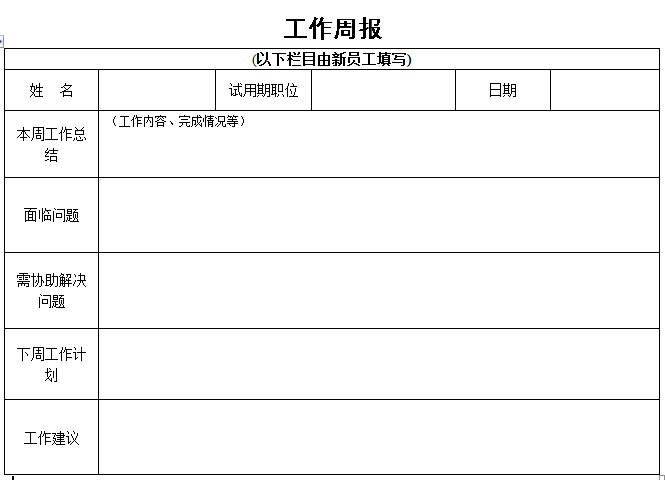 工作周报
(以下栏目由新员工填写)
姓 名 试用期职位 日期
本周工作总
结
（工作内容、完成情况等）
面临问题
需协助解决
问题
下周工作计
划
工作建议